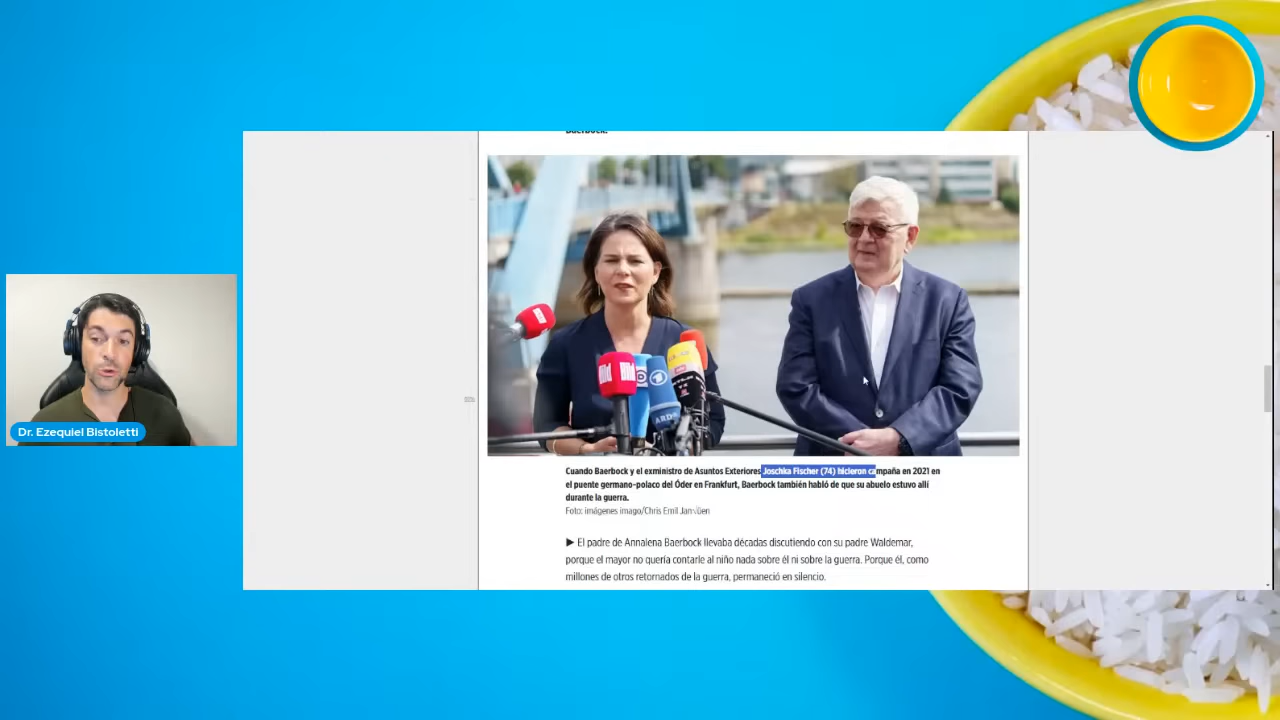 Baerbock.
Bild
Bild
ARD
Cuando Baerbock y el exministro de Asuntos Exteriores Joschka Fischer (74) hicieron campaña en 2021 en
el puente germano-polaco del Óder en Frankfurt, Baerbock también habló de que su abuelo estuvo allí
durante la guerra.
Foto: imágenes imago/Chris Emil
▶ El padre de Annalena Baerbock llevaba décadas discutiendo con su padre Waldemar,
porque el mayor no quería contarle al niño nada sobre él ni sobre la guerra. Porque él, como
millones de otros retornados de la guerra, permaneció en silencio.
Dr. Ezequiel Bistoletti